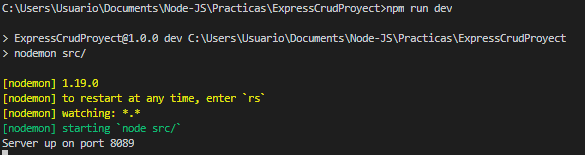 C:\Users\Usuario\Documents\Node-JS\Practicas\ExpressCrudProyect>npm run dev
> ExpressCrudProyect@1.0.0 dev C:\Users\Usuario\Documents\Node-JS\Practicas\ExpressCrudProyect
> nodemon src/
[nodemon] 1.19.0
[nodemon] to restart at any time, enter `rs`
[nodemon] watching: *.*
[nodemon] starting `node src/`
Server up on port 8089